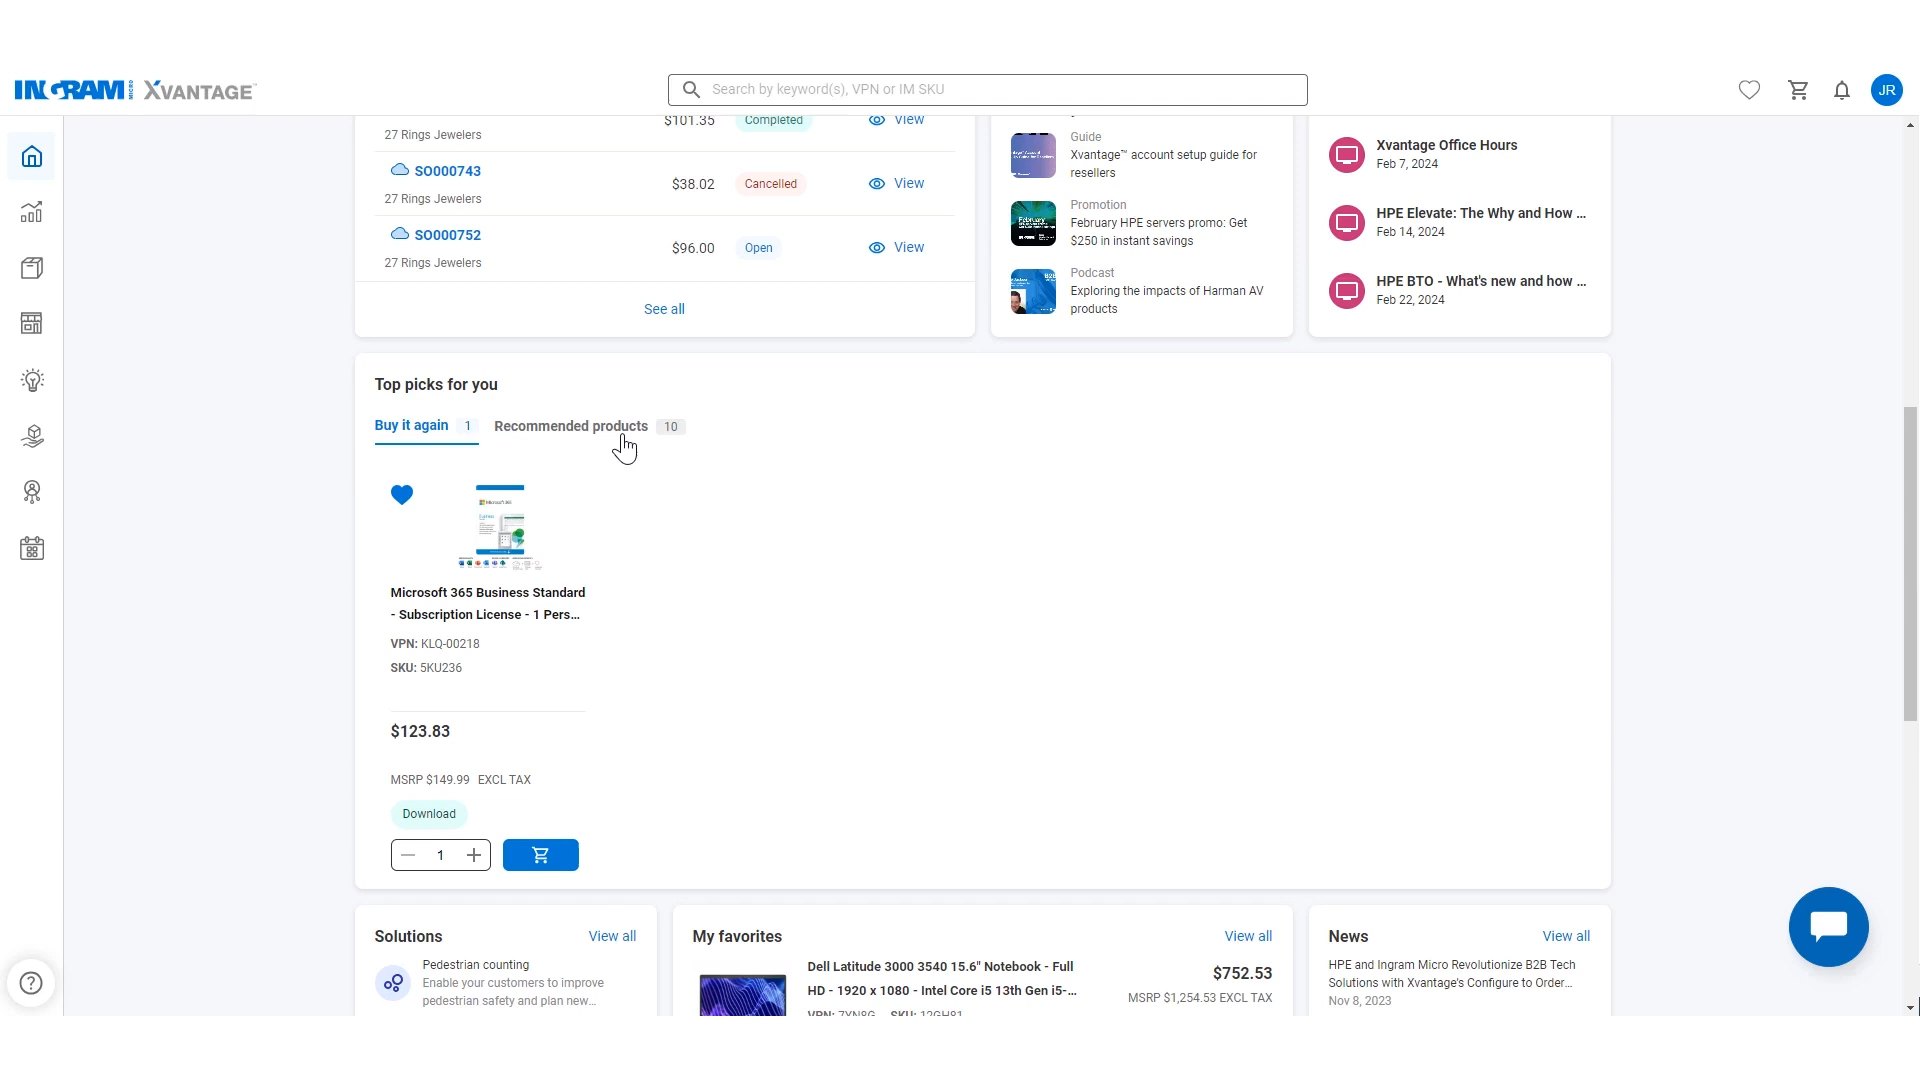 INGRAM MICRO XVANTAGE™
Search by keyword(s), VPN or IM SKU
JR
27 Rings Jewelers
$101.35 Completed View
SO000743
$38.02 Cancelled View
27 Rings Jewelers
SO000752
$96.00 Open View
27 Rings Jewelers
See all
Guide
Xvantage™ account setup guide for
resellers
Promotion
February HPE servers promo: Get
$250 in instant savings
Podcast
Exploring the impacts of Harman AV
products
Xvantage Office Hours
Feb 7, 2024
HPE Elevate: The Why and How ...
Feb 14, 2024
HPE BTO - What's new and how ...
Feb 22, 2024
Top picks for you
Buy it again 1 Recommended products 10
Microsoft 365 Business Standard
- Subscription License - 1 Pers...
VPN: KLQ-00218
SKU: 5KU236
$123.83
MSRP $149.99 EXCL TAX
Download
1
Solutions View all
Pedestrian counting
Enable your customers to improve
pedestrian safety and plan new...
My favorites View all
Dell Latitude 3000 3540 15.6" Notebook - Full
HD - 1920 x 1080 - Intel Core i5 13th Gen i5-...
VPN: 7YN8G SKU: 12GH81
$752.53
MSRP $1,254.53 EXCL TAX
News View all
HPE and Ingram Micro Revolutionize B2B Tech
Solutions with Xvantage's Configure to Order...
Nov 8, 2023